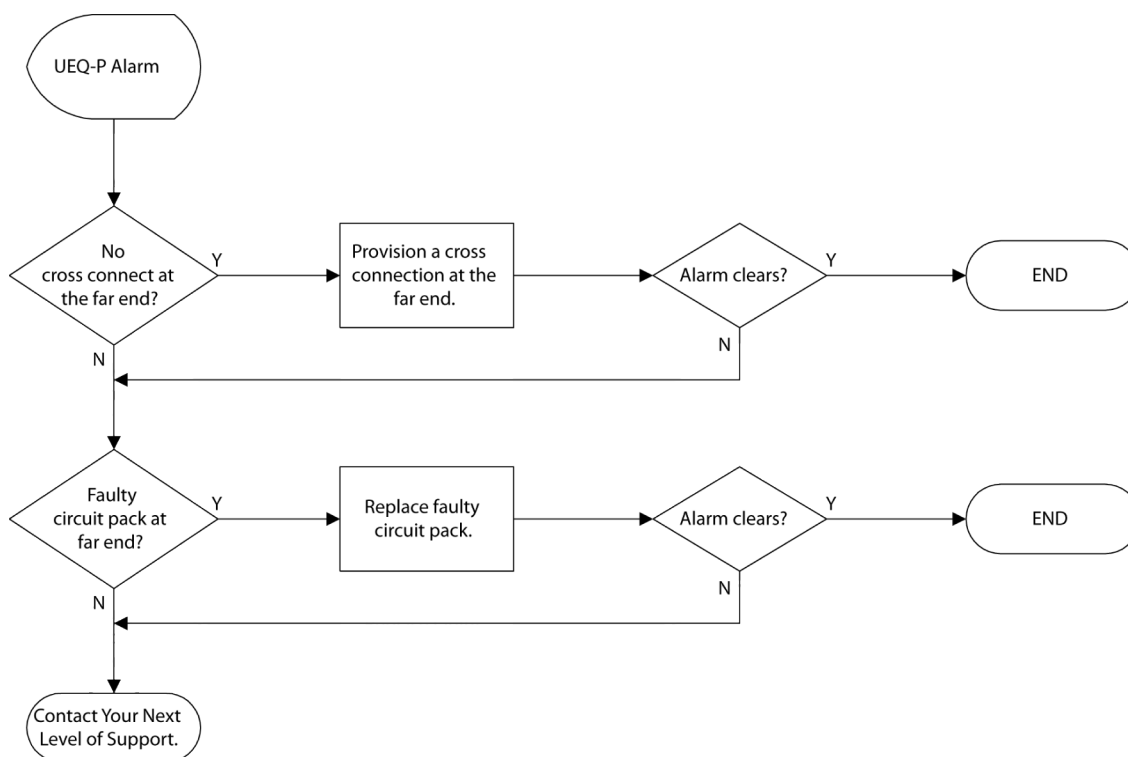 UEQ-P Alarm
No
cross connect at
the far end?
Y
Provision a cross
connection at the
far end.
Alarm clears?
Y
END
N
N
Faulty
circuit pack at
far end?
Y
Replace faulty
circuit pack.
Alarm clears?
Y
END
N
N
Contact Your Next
Level of Support.